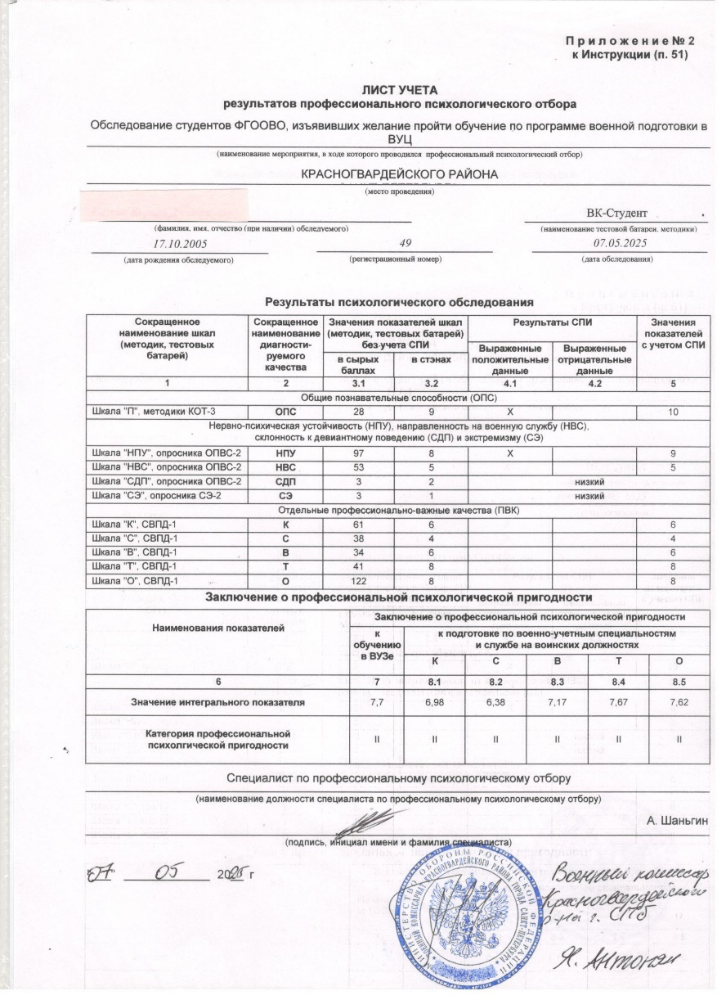 П р и л о ж е н и е № 2
к Инструкции (п. 51)
ЛИСТ УЧЕТА
результатов профессионального психологического отбора
Обследование студентов ФГООВО, изъявивших желание пройти обучение по программе военной подготовки в
ВУЦ
(наименование мероприятия, в ходе которого проводился профессиональный психологический отбор)
КРАСНОГВАРДЕЙСКОГО РАЙОНА
(место проведения)
ВК-Студент
(фамилия, имя, отчество (при наличии) обследуемого) (наименование тестовой батареи, методики)
17.10.2005 49 07.05.2025
(дата рождения обследуемого) (регистрационный номер) (дата обследования)
Результаты психологического обследования
Сокращенное наименование шкал (методик, тестовых батарей) Сокращенное наименование диагности-руемого качества Значения показателей шкал (методик, тестовых батарей) без учета СПИ Результаты СПИ Значения показателей с учетом СПИ
в сырых баллах в стэнах Выраженные положительные данные Выраженные отрицательные данные
1 2 3.1 3.2 4.1 4.2 5
Общие познавательные способности (ОПС)
Шкала "П", методики КОТ-3 ОПС 28 9 X 10
Нервно-психическая устойчивость (НПУ), направленность на военную службу (НВС),
склонность к девиантному поведению (СДП) и экстремизму (СЭ)
Шкала "НПУ", опросника ОПВС-2 НПУ 97 8 X 9
Шкала "НВС", опросника ОПВС-2 НВС 53 5 5
Шкала "СДП", опросника ОПВС-2 СДП 3 2 низкий
Шкала "СЭ", опросника СЭ-2 СЭ 3 1 низкий
Отдельные профессионально-важные качества (ПВК)
Шкала "К", СВПД-1 К 61 6 6
Шкала "С", СВПД-1 С 38 4 4
Шкала "В", СВПД-1 В 34 6 6
Шкала "Т", СВПД-1 Т 41 8 8
Шкала "О", СВПД-1 О 122 8 8
Заключение о профессиональной психологической пригодности
Наименования показателей Заключение о профессиональной психологической пригодности
к обучению в ВУЗе к подготовке по военно-учетным специальностям и службе на воинских должностях
К С В Т О
6 7 8.1 8.2 8.3 8.4 8.5
Значение интегрального показателя 7,7 6,98 6,38 7,17 7,67 7,62
Категория профессиональной
психолгической пригодности II II II II II II
Специалист по профессиональному психологическому отбору
(наименование должности специалиста по профессиональному психологическому отбору)
А. Шаньгин
(подпись, инициал имени и фамилия специалиста)
07" 05 2025 г
МИНИСТЕРСТВО ОБОРОНЫ РОССИЙСКОЙ ФЕДЕРАЦИИ
ВОЕННЫЙ КОМИССАРИАТ КРАСНОГВАРДЕЙСКОГО РАЙОНА ГОРОДА САНКТ-ПЕТЕРБУРГА
Военный комиссар
Красногвардейского
р-на г. СПб
Х. Антонян